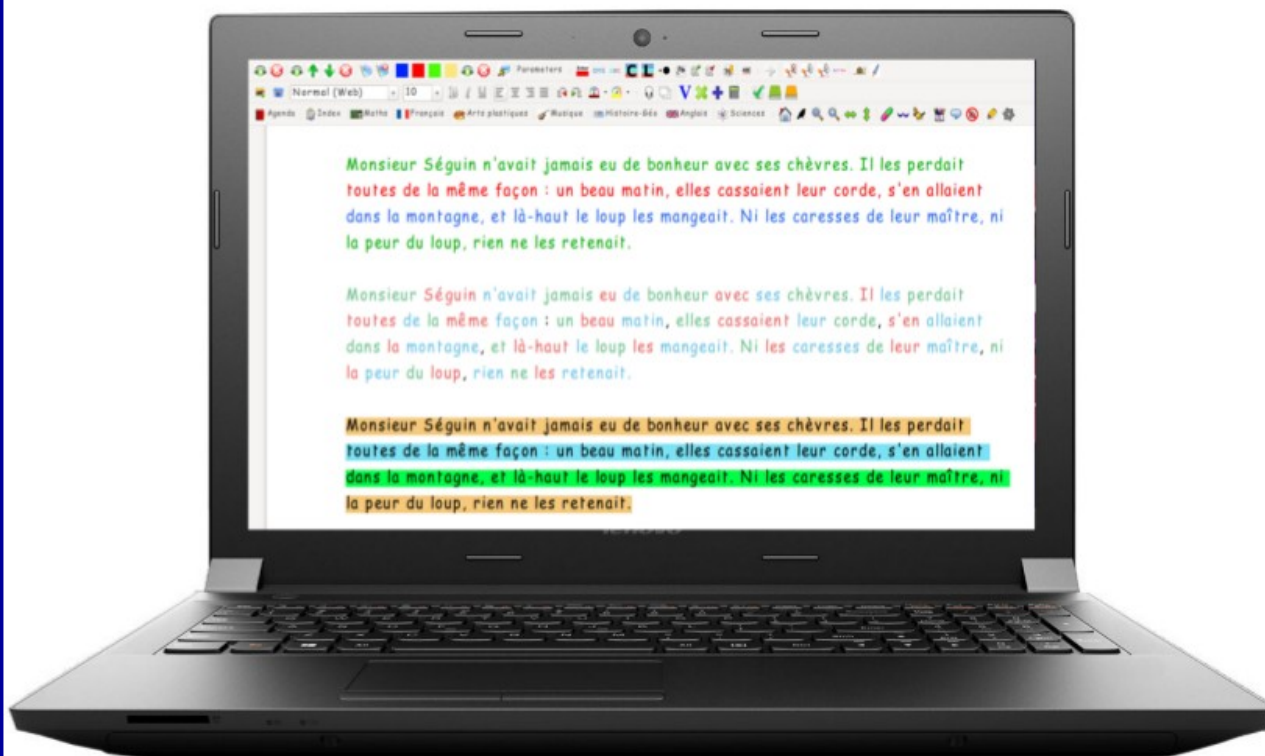 Parameters
Normal (Web) 10
Agenda Index Maths Français Arts plastiques Musique Histoire-Géo Anglais Sciences
Monsieur Séguin n'avait jamais eu de bonheur avec ses chèvres. Il les perdait
toutes de la même façon : un beau matin, elles cassaient leur corde, s'en allaient
dans la montagne, et là-haut le loup les mangeait. Ni les caresses de leur maître, ni
la peur du loup, rien ne les retenait.
Monsieur Séguin n'avait jamais eu de bonheur avec ses chèvres. Il les perdait
toutes de la même façon : un beau matin, elles cassaient leur corde, s'en allaient
dans la montagne, et là-haut le loup les mangeait. Ni les caresses de leur maître, ni
la peur du loup, rien ne les retenait.
Monsieur Séguin n'avait jamais eu de bonheur avec ses chèvres. Il les perdait
toutes de la même façon : un beau matin, elles cassaient leur corde, s'en allaient
dans la montagne, et là-haut le loup les mangeait. Ni les caresses de leur maître, ni
la peur du loup, rien ne les retenait.
lenovo